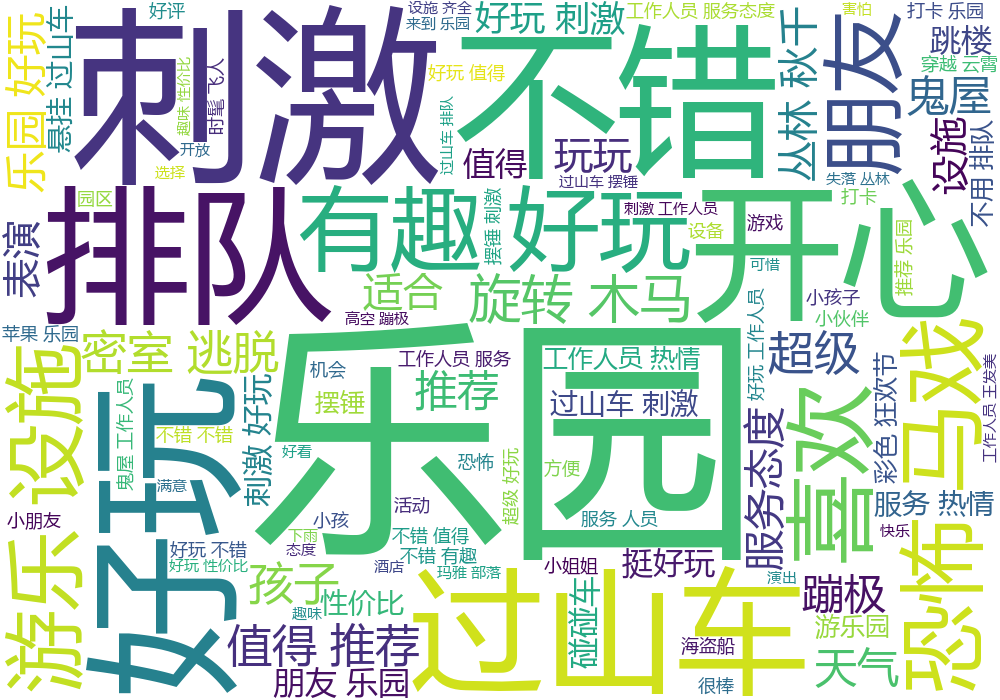 好评
设施 齐全
来到 乐园
好玩 刺激
工作人员 服务态度
害怕
打卡 乐园
乐园 好玩
悬挂 过山车
刺激
趣味 性价比
时髦 飞人
开放
选择
好玩 值得
过山车 排队
值得
不错
玩玩
过山车 摆锤
丛林 秋千
朋友
跳楼
穿越 云霄
鬼屋
设施
不用 排队
失落 丛林
打卡
园区
表演
排队
有趣
摆锤 刺激
好玩
刺激 工作人员
设备
游戏
可惜
开心
推荐 乐园
小孩子
小伙伴
适合
旋转 木马
高空 蹦极
苹果 乐园
密室 逃脱
机会
工作人员 服务
工作人员 热情
好玩 工作人员
超级
推荐
摆锤
过山车 刺激
游乐 设施
好玩
鬼屋 工作人员
不错 不错
刺激 好玩
好看
乐园
恐怖
超级 好玩
方便
服务态度
喜欢
彩色 狂欢节
马戏
工作人员 王发美
服务 热情
满意
小朋友
小孩
活动
服务 人员
快乐
下雨
态度
不错 值得
不错 有趣
好玩 不错
好玩 性价比
酒店
玛雅 部落
小姐姐
挺好玩
演出
恐怖
孩子
性价比
趣味
值得 推荐
朋友 乐园
过山车
碰碰车
海盗船
很棒
蹦极
游乐园
天气